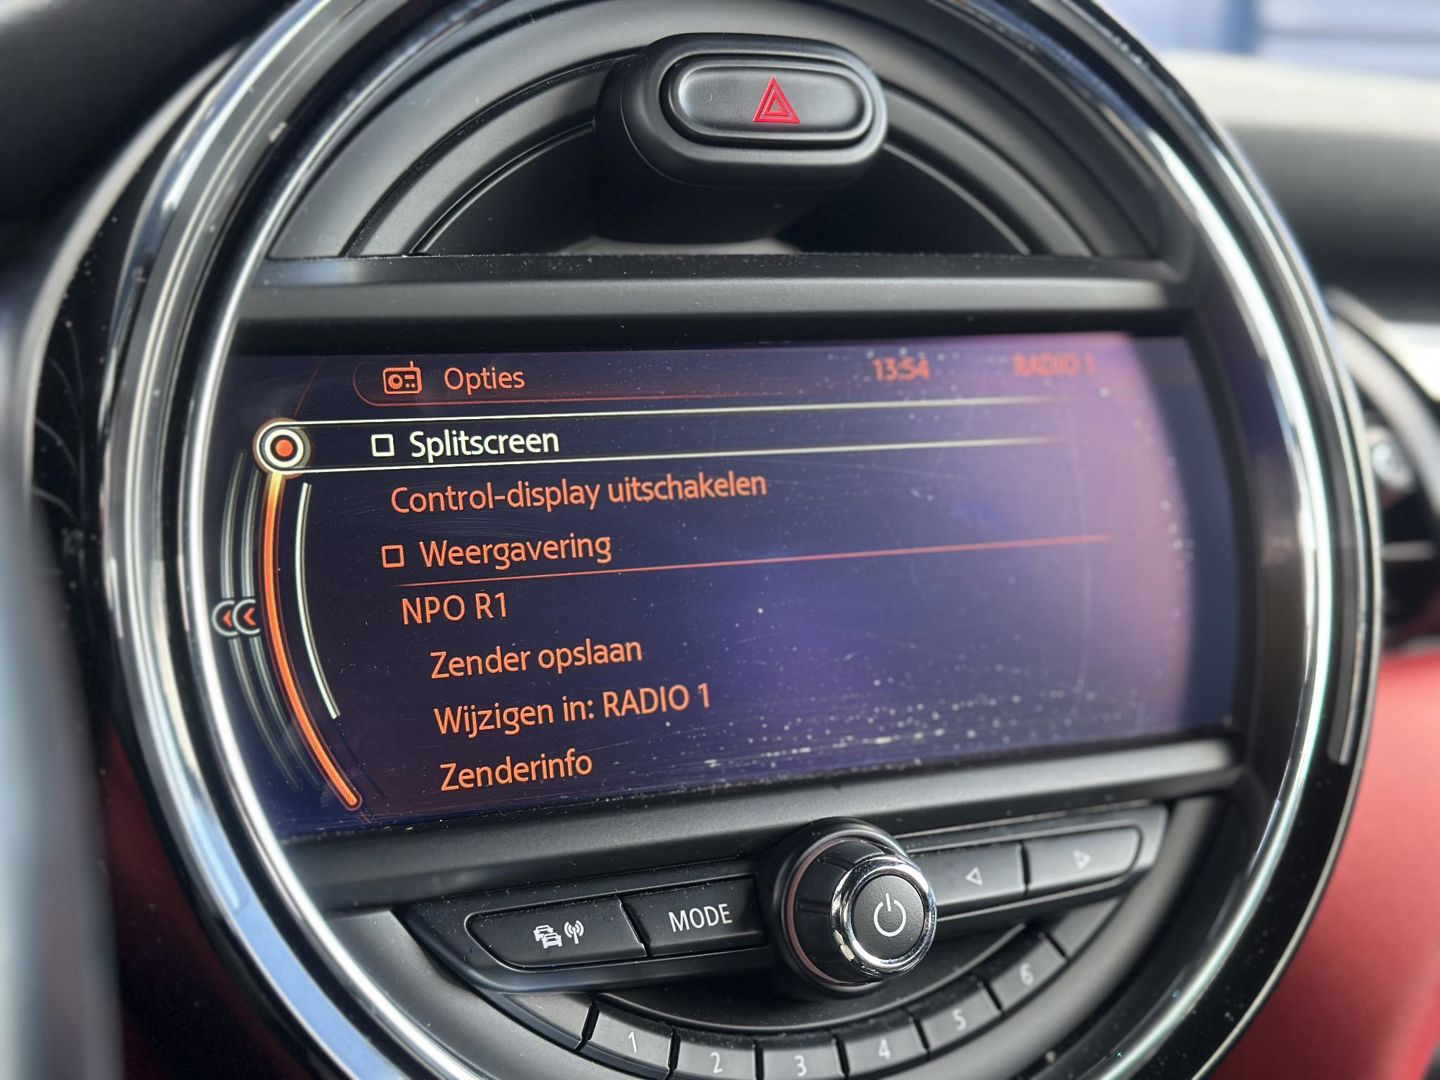 Opties 13:54 RADIO 1
Splitscreen
Control-display uitschakelen
Weergavering
NPO R1
Zender opslaan
Wijzigen in: RADIO 1
Zenderinfo
MODE
1 2 3 4 5 6